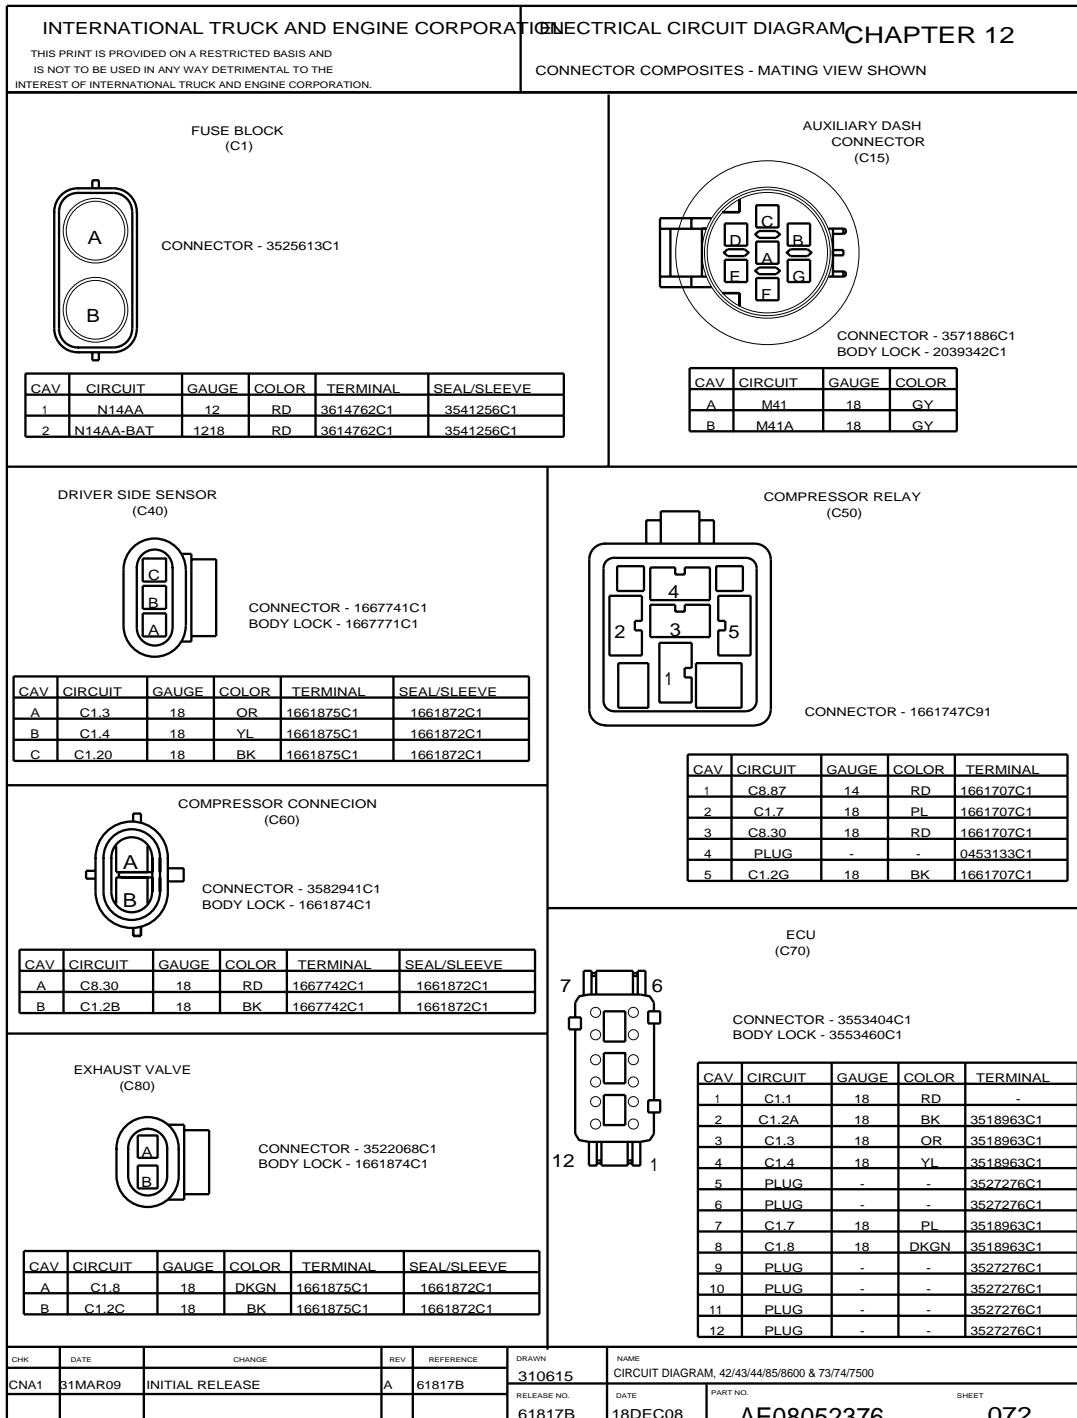 INTERNATIONAL TRUCK AND ENGINE CORPORATION
THIS PRINT IS PROVIDED ON A RESTRICTED BASIS AND
IS NOT TO BE USED IN ANY WAY DETRIMENTAL TO THE
INTEREST OF INTERNATIONAL TRUCK AND ENGINE CORPORATION.
ELECTRICAL CIRCUIT DIAGRAM
CHAPTER 12
CONNECTOR COMPOSITES - MATING VIEW SHOWN
FUSE BLOCK
(C1)
A
B
CONNECTOR - 3525613C1
CAV CIRCUIT GAUGE COLOR TERMINAL SEAL/SLEEVE
1 N14AA 12 RD 3614762C1 3541256C1
2 N14AA-BAT 1218 RD 3614762C1 3541256C1
AUXILIARY DASH
CONNECTOR
(C15)
C
D B
A
E G
F
CONNECTOR - 3571886C1
BODY LOCK - 2039342C1
CAV CIRCUIT GAUGE COLOR
A M41 18 GY
B M41A 18 GY
DRIVER SIDE SENSOR
(C40)
C
B
A
CONNECTOR - 1667741C1
BODY LOCK - 1667771C1
CAV CIRCUIT GAUGE COLOR TERMINAL SEAL/SLEEVE
A C1.3 18 OR 1661875C1 1661872C1
B C1.4 18 YL 1661875C1 1661872C1
C C1.20 18 BK 1661875C1 1661872C1
COMPRESSOR RELAY
(C50)
4
2 3 5
1
CONNECTOR - 1661747C91
CAV CIRCUIT GAUGE COLOR TERMINAL
1 C8.87 14 RD 1661707C1
2 C1.7 18 PL 1661707C1
3 C8.30 18 RD 1661707C1
4 PLUG - - 0453133C1
5 C1.2G 18 BK 1661707C1
COMPRESSOR CONNECION
(C60)
A
B
CONNECTOR - 3582941C1
BODY LOCK - 1661874C1
CAV CIRCUIT GAUGE COLOR TERMINAL SEAL/SLEEVE
A C8.30 18 RD 1667742C1 1661872C1
B C1.2B 18 BK 1667742C1 1661872C1
ECU
(C70)
7 6
12 1
CONNECTOR - 3553404C1
BODY LOCK - 3553460C1
CAV CIRCUIT GAUGE COLOR TERMINAL
1 C1.1 18 RD -
2 C1.2A 18 BK 3518963C1
3 C1.3 18 OR 3518963C1
4 C1.4 18 YL 3518963C1
5 PLUG - - 3527276C1
6 PLUG - - 3527276C1
7 C1.7 18 PL 3518963C1
8 C1.8 18 DKGN 3518963C1
9 PLUG - - 3527276C1
10 PLUG - - 3527276C1
11 PLUG - - 3527276C1
12 PLUG - - 3527276C1
EXHAUST VALVE
(C80)
A
B
CONNECTOR - 3522068C1
BODY LOCK - 1661874C1
CAV CIRCUIT GAUGE COLOR TERMINAL SEAL/SLEEVE
A C1.8 18 DKGN 1661875C1 1661872C1
B C1.2C 18 BK 1661875C1 1661872C1
CHK DATE CHANGE REV REFERENCE
CNA1 31MAR09 INITIAL RELEASE A 61817B
DRAWN
310615
NAME
CIRCUIT DIAGRAM, 42/43/44/85/8600 & 73/74/7500
RELEASE NO.
61817B
DATE
18DEC08
PART NO.
AE08052376
SHEET
072